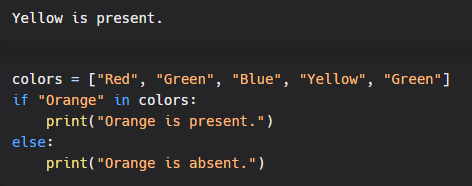 Yellow is present.
colors = ["Red", "Green", "Blue", "Yellow", "Green"]
if "Orange" in colors:
    print("Orange is present.")
else:
    print("Orange is absent.")